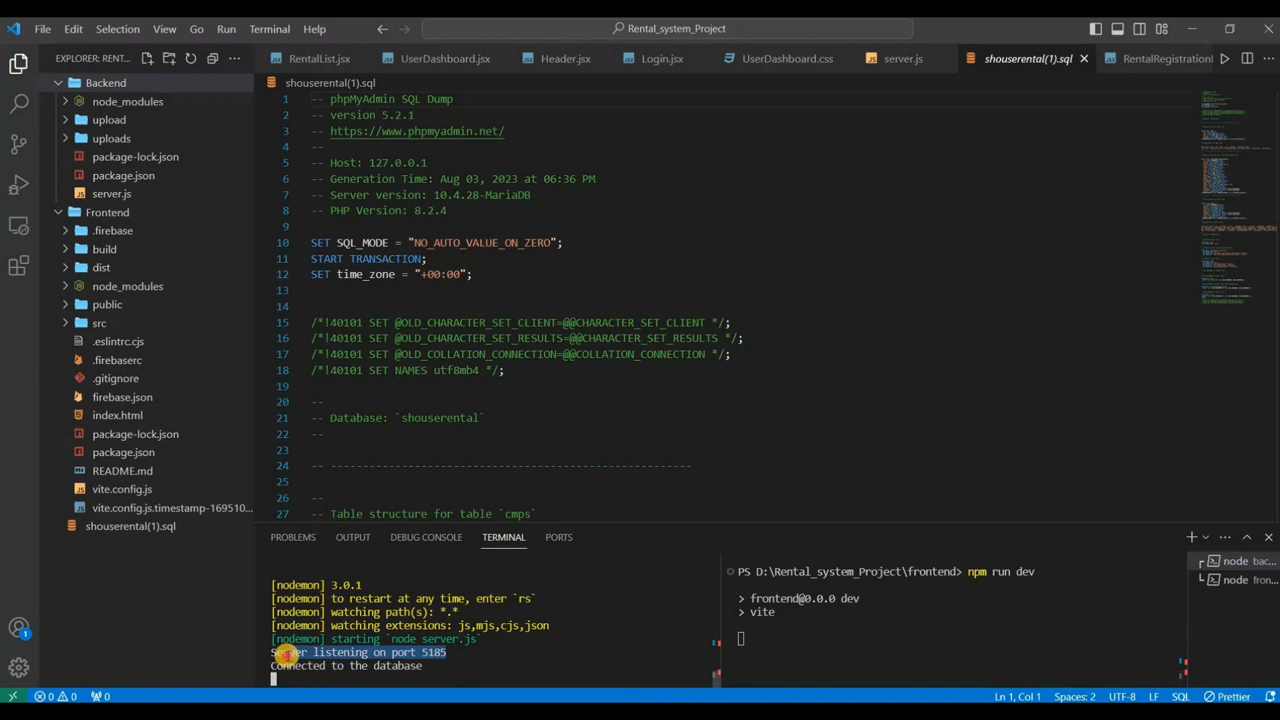 File Edit Selection View Go Run Terminal Help
Rental_system_Project
EXPLORER: RENT...
RentalList.jsx UserDashboard.jsx Header.jsx Login.jsx UserDashboard.css server.js shouserental(1).sql RentalRegistration
Backend
node_modules
upload
uploads
package-lock.json
package.json
server.js
Frontend
.firebase
build
dist
node_modules
public
src
.eslintrc.cjs
.firebaserc
.gitignore
firebase.json
index.html
package-lock.json
package.json
README.md
vite.config.js
vite.config.js.timestamp-169510...
shouserental(1).sql
shouserental(1).sql
1 -- phpMyAdmin SQL Dump
2 -- version 5.2.1
3 -- https://www.phpmyadmin.net/
4 --
5 -- Host: 127.0.0.1
6 -- Generation Time: Aug 03, 2023 at 06:36 PM
7 -- Server version: 10.4.28-MariaDB
8 -- PHP Version: 8.2.4
9
10 SET SQL_MODE = "NO_AUTO_VALUE_ON_ZERO";
11 START TRANSACTION;
12 SET time_zone = "+00:00";
13
14
15 /*!40101 SET @OLD_CHARACTER_SET_CLIENT=@@CHARACTER_SET_CLIENT */;
16 /*!40101 SET @OLD_CHARACTER_SET_RESULTS=@@CHARACTER_SET_RESULTS */;
17 /*!40101 SET @OLD_COLLATION_CONNECTION=@@COLLATION_CONNECTION */;
18 /*!40101 SET NAMES utf8mb4 */;
19
20 --
21 -- Database: `shouserental`
22 --
23
24 -- --------------------------------------------------------
25
26 --
27 -- Table structure for table `cmps`
PROBLEMS OUTPUT DEBUG CONSOLE TERMINAL PORTS
[nodemon] 3.0.1
[nodemon] to restart at any time, enter `rs`
[nodemon] watching path(s): *.*
[nodemon] watching extensions: js,mjs,cjs,json
[nodemon] starting `node server.js`
Server listening on port 5185
Connected to the database
PS D:\Rental_system_Project\frontend> npm run dev
> frontend@0.0.0 dev
> vite
node bac...
node fron...
1
0 0 0
Ln 1, Col 1 Spaces: 2 UTF-8 LF SQL Prettier